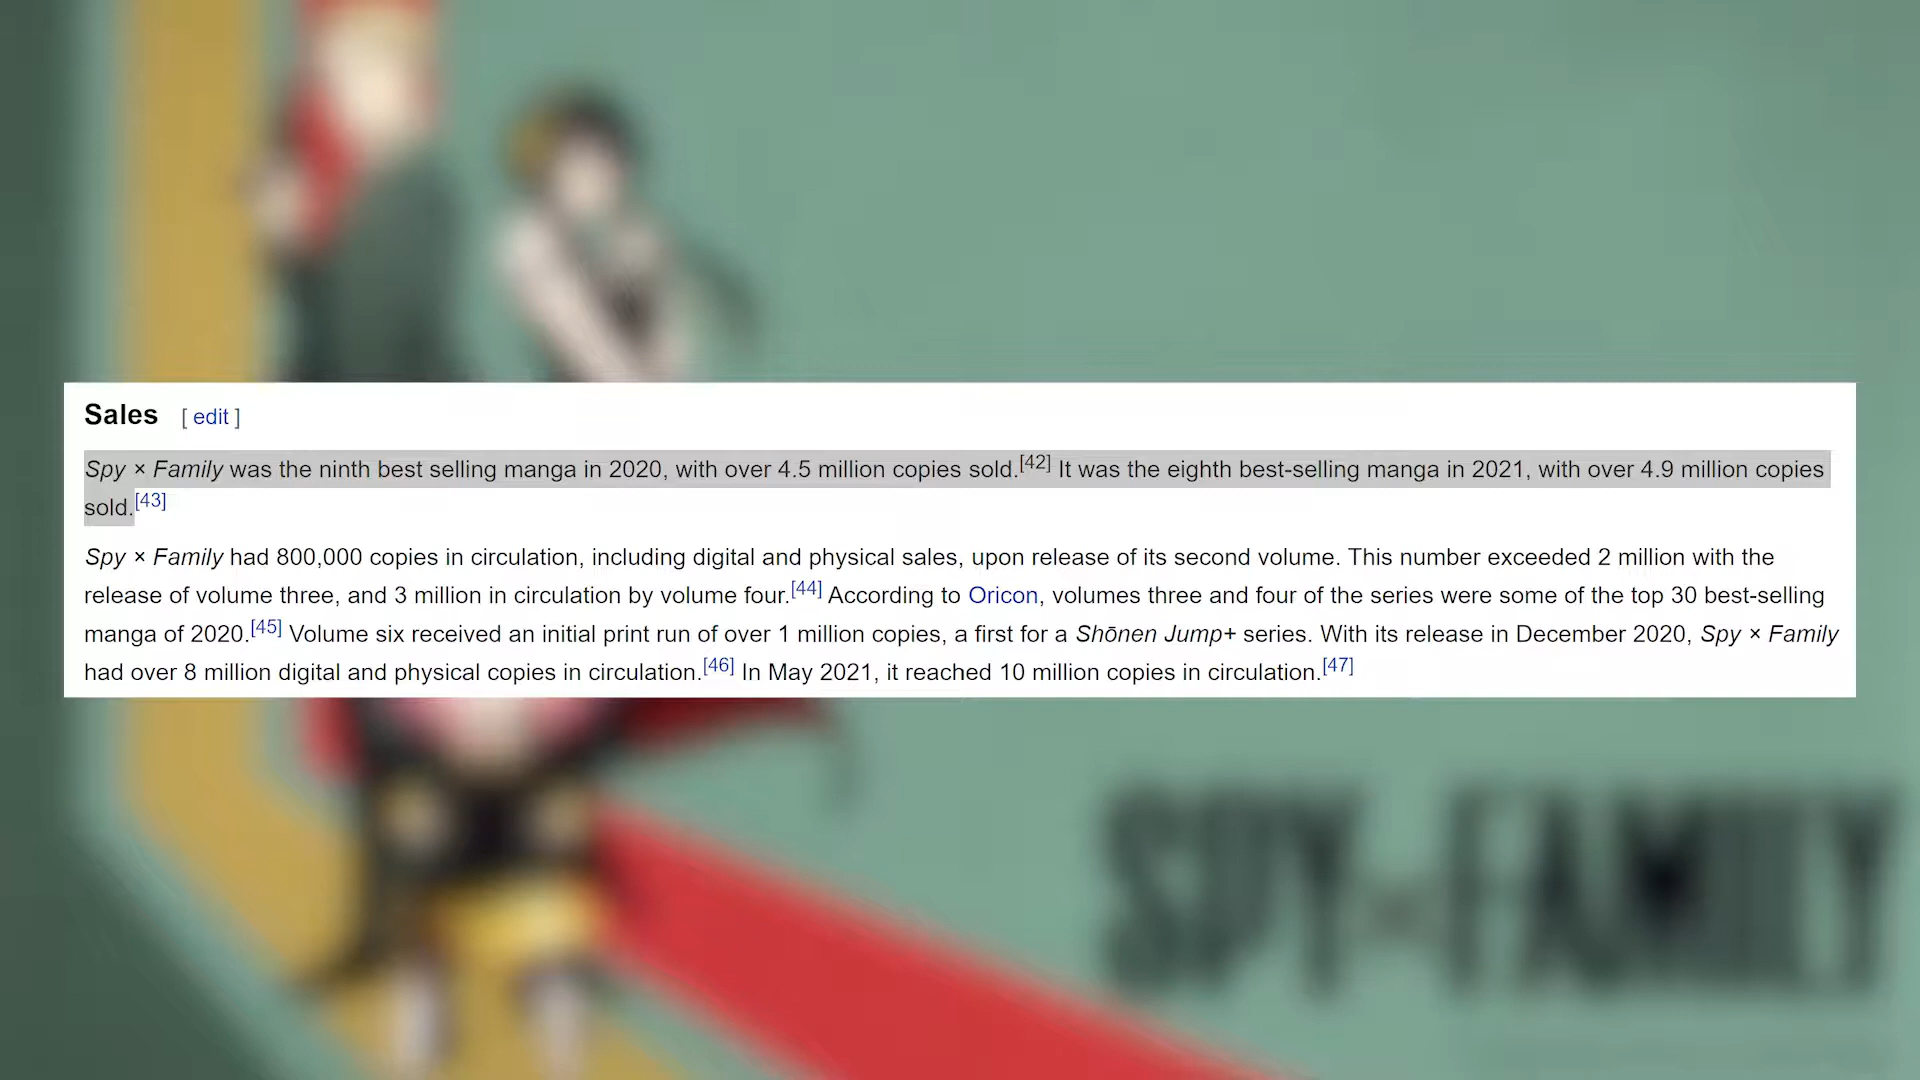 Sales [ edit ]
Spy × Family was the ninth best selling manga in 2020, with over 4.5 million copies sold.[42] It was the eighth best-selling manga in 2021, with over 4.9 million copies
sold.[43]
Spy × Family had 800,000 copies in circulation, including digital and physical sales, upon release of its second volume. This number exceeded 2 million with the
release of volume three, and 3 million in circulation by volume four.[44] According to Oricon, volumes three and four of the series were some of the top 30 best-selling
manga of 2020.[45] Volume six received an initial print run of over 1 million copies, a first for a Shōnen Jump+ series. With its release in December 2020, Spy × Family
had over 8 million digital and physical copies in circulation.[46] In May 2021, it reached 10 million copies in circulation.[47]
SPY×FAMILY